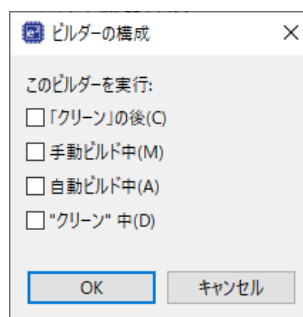 e²
ビルダーの構成
このビルダーを実行:
「クリーン」の後(C)
手動ビルド中(M)
自動ビルド中(A)
"クリーン" 中(D)
OK
キャンセル